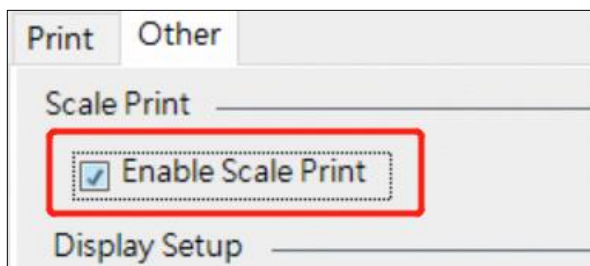 Print Other
Scale Print
Enable Scale Print
Display Setup